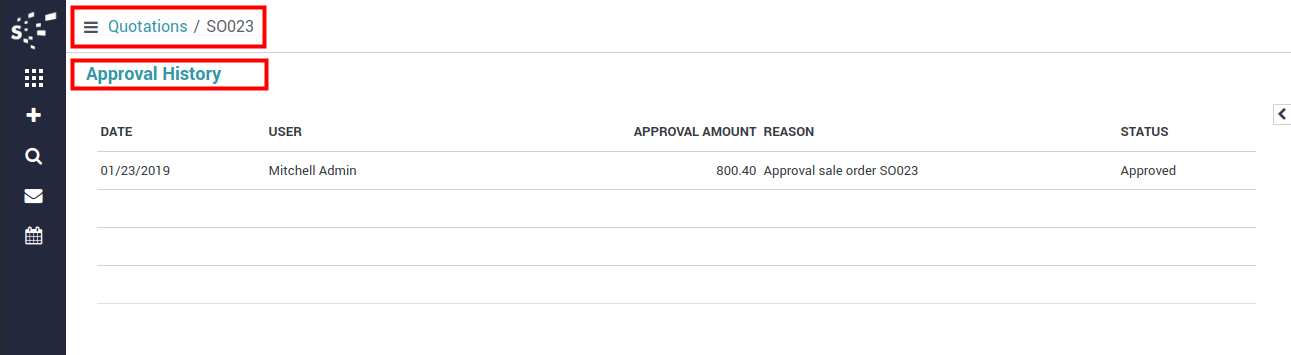 Quotations / SO023
Approval History
DATE USER APPROVAL AMOUNT REASON STATUS
01/23/2019 Mitchell Admin 800.40 Approval sale order SO023 Approved